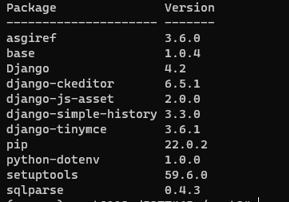 Package Version
--------------------- -------
asgiref 3.6.0
base 1.0.4
Django 4.2
django-ckeditor 6.5.1
django-js-asset 2.0.0
django-simple-history 3.3.0
django-tinymce 3.6.1
pip 22.0.2
python-dotenv 1.0.0
setuptools 59.6.0
sqlparse 0.4.3